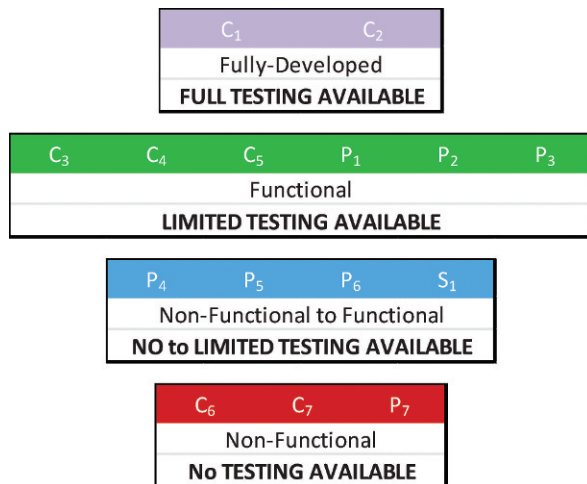 C₁ C₂
Fully-Developed
FULL TESTING AVAILABLE
C₃ C₄ C₅ P₁ P₂ P₃
Functional
LIMITED TESTING AVAILABLE
P₄ P₅ P₆ S₁
Non-Functional to Functional
NO to LIMITED TESTING AVAILABLE
C₆ C₇ P₇
Non-Functional
No TESTING AVAILABLE